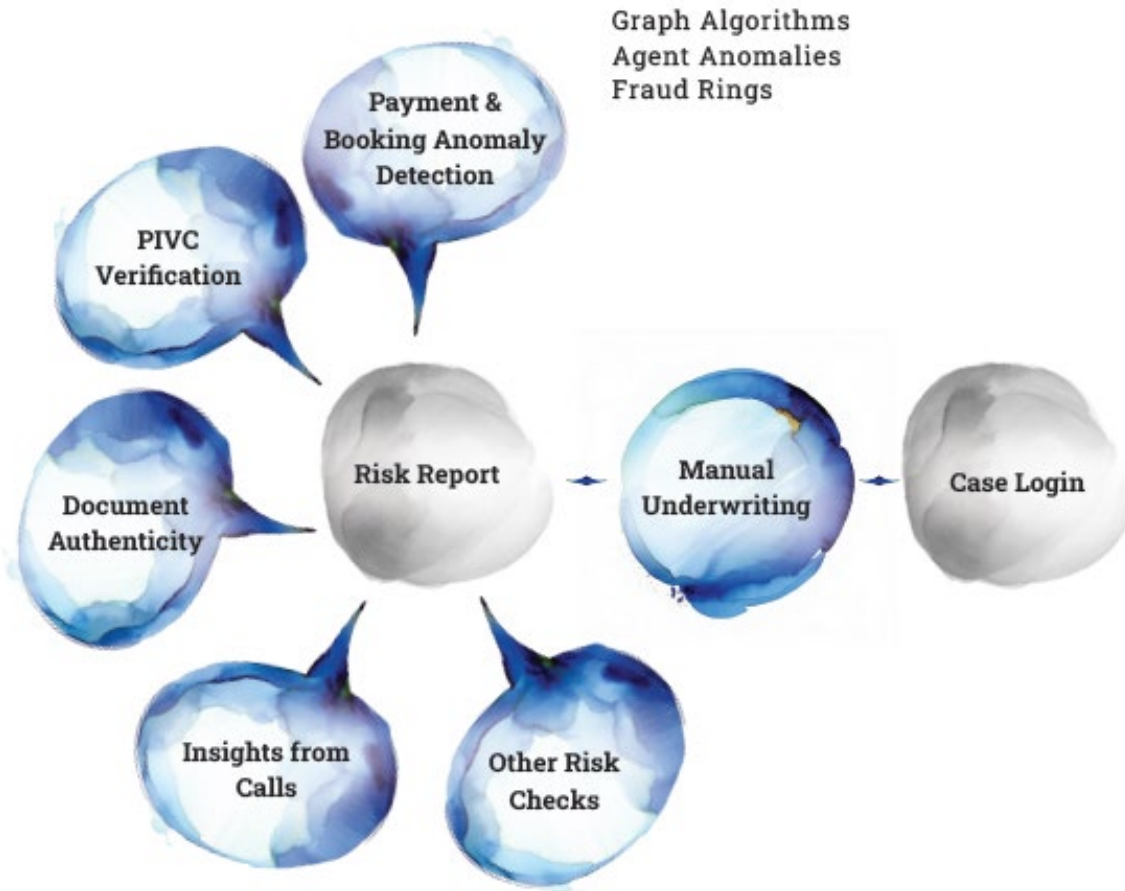 Graph Algorithms
Agent Anomalies
Fraud Rings
Payment &
Booking Anomaly
Detection
PIVC
Verification
Document
Authenticity
Risk Report
Manual
Underwriting
Case Login
Insights from
Calls
Other Risk
Checks